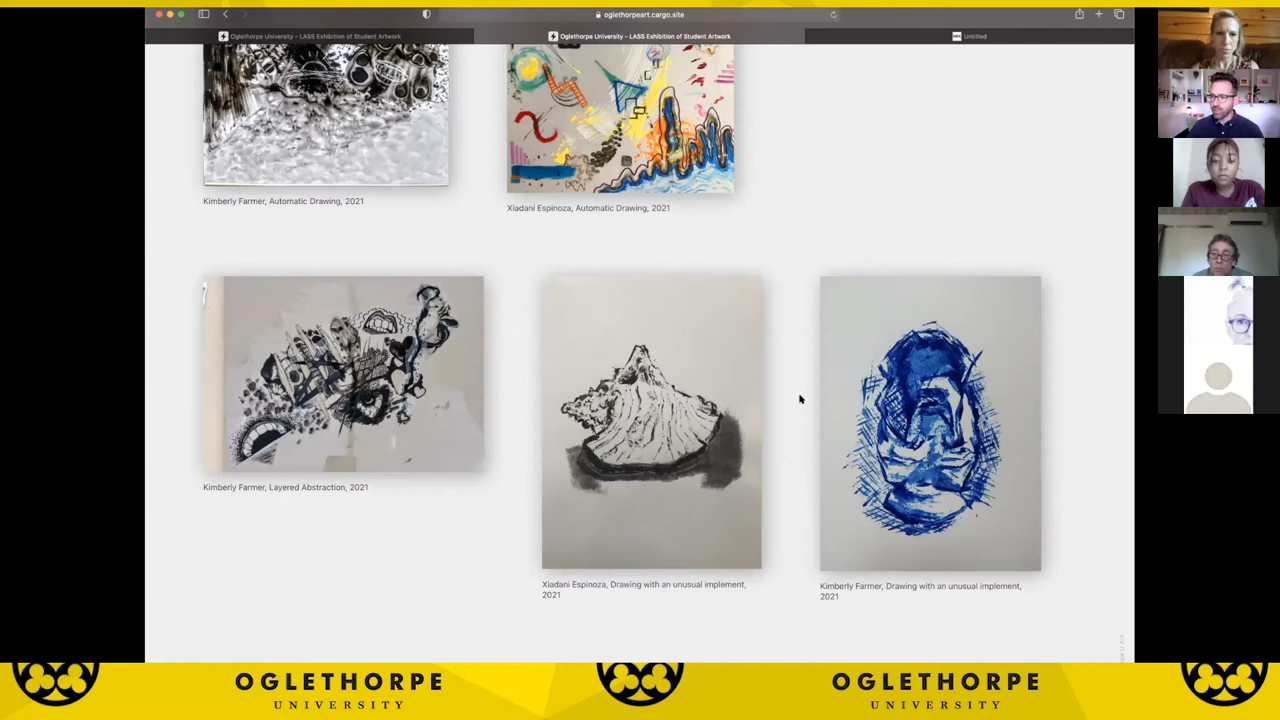 oglethorpeart.cargo.site
Oglethorpe University – LASS Exhibition of Student Artwork
Oglethorpe University – LASS Exhibition of Student Artwork
Untitled
Kimberly Farmer, Automatic Drawing, 2021
Xiadani Espinoza, Automatic Drawing, 2021
Kimberly Farmer, Layered Abstraction, 2021
Xiadani Espinoza, Drawing with an unusual implement,
2021
Kimberly Farmer, Drawing with an unusual implement,
2021
OGLETHORPE
UNIVERSITY
OGLETHORPE
UNIVERSITY